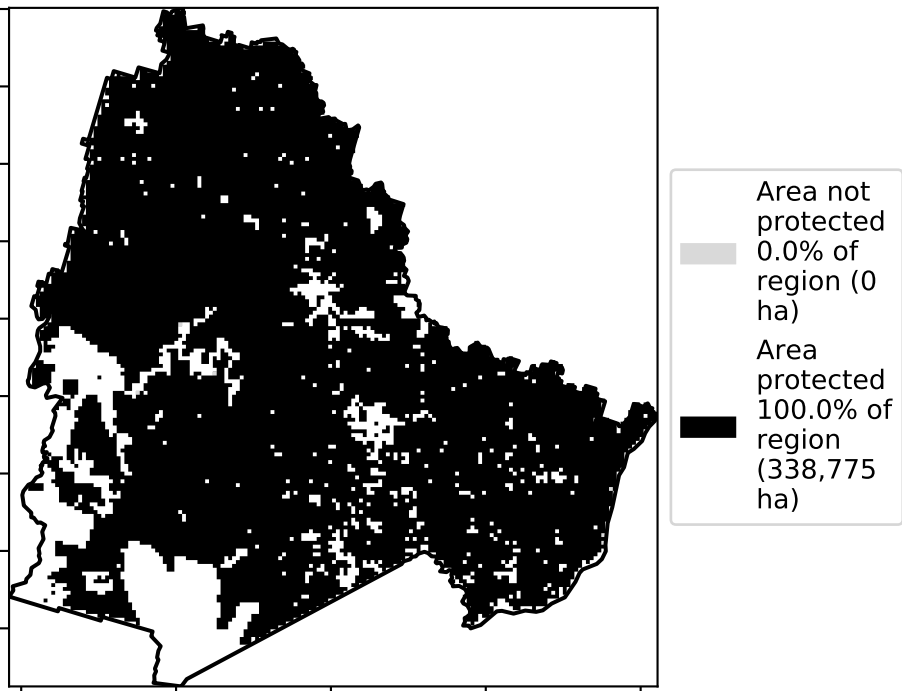 Area not
protected
0.0% of
region (0
ha)
Area
protected
100.0% of
region
(338,775
ha)